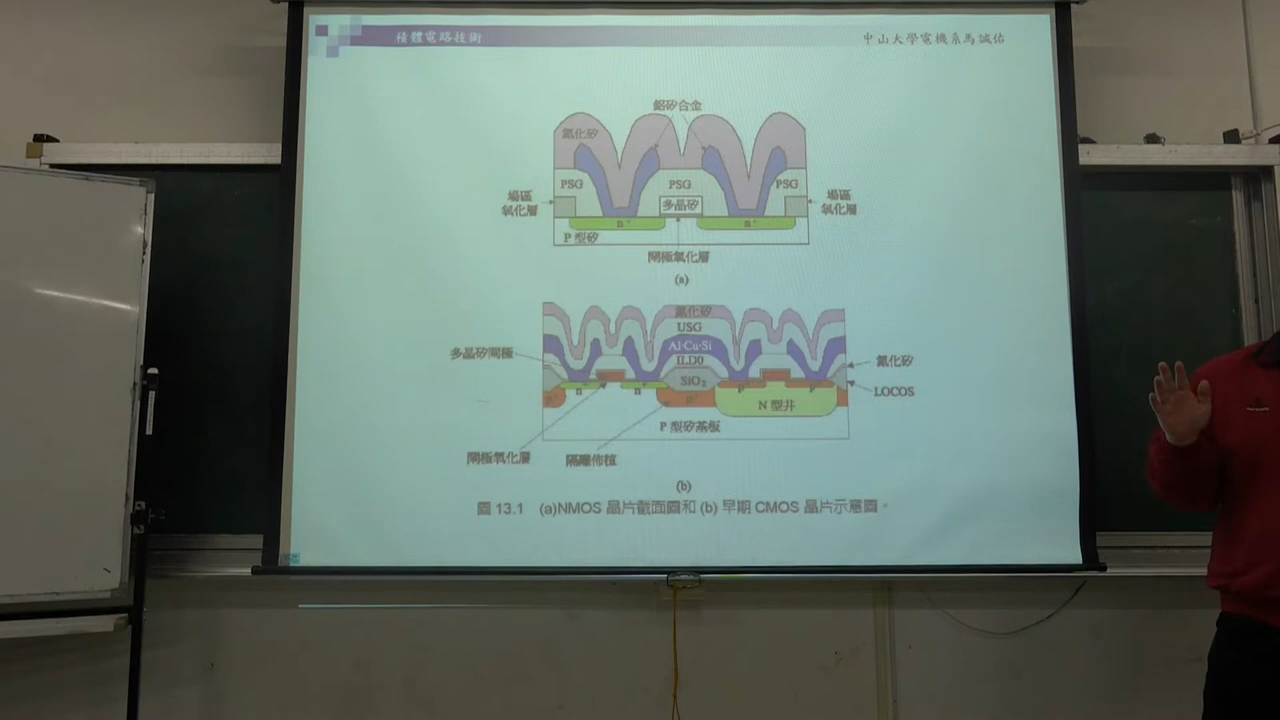 積體電路技術
中山大學電機系馬誠佑
鋁矽合金
氮化矽
PSG
PSG
PSG
場區
氧化層
多晶矽
場區
氧化層
n⁺
n⁺
P 型矽
閘極氧化層
(a)
氮化矽
USG
Al·Cu·Si
多晶矽閘極
ILD0
氮化矽
SiO₂
LOCOS
N 型井
P 型矽基板
閘極氧化層
隔離佈植
(b)
圖 13.1 (a)NMOS 晶片截面圖和 (b) 早期 CMOS 晶片示意圖。